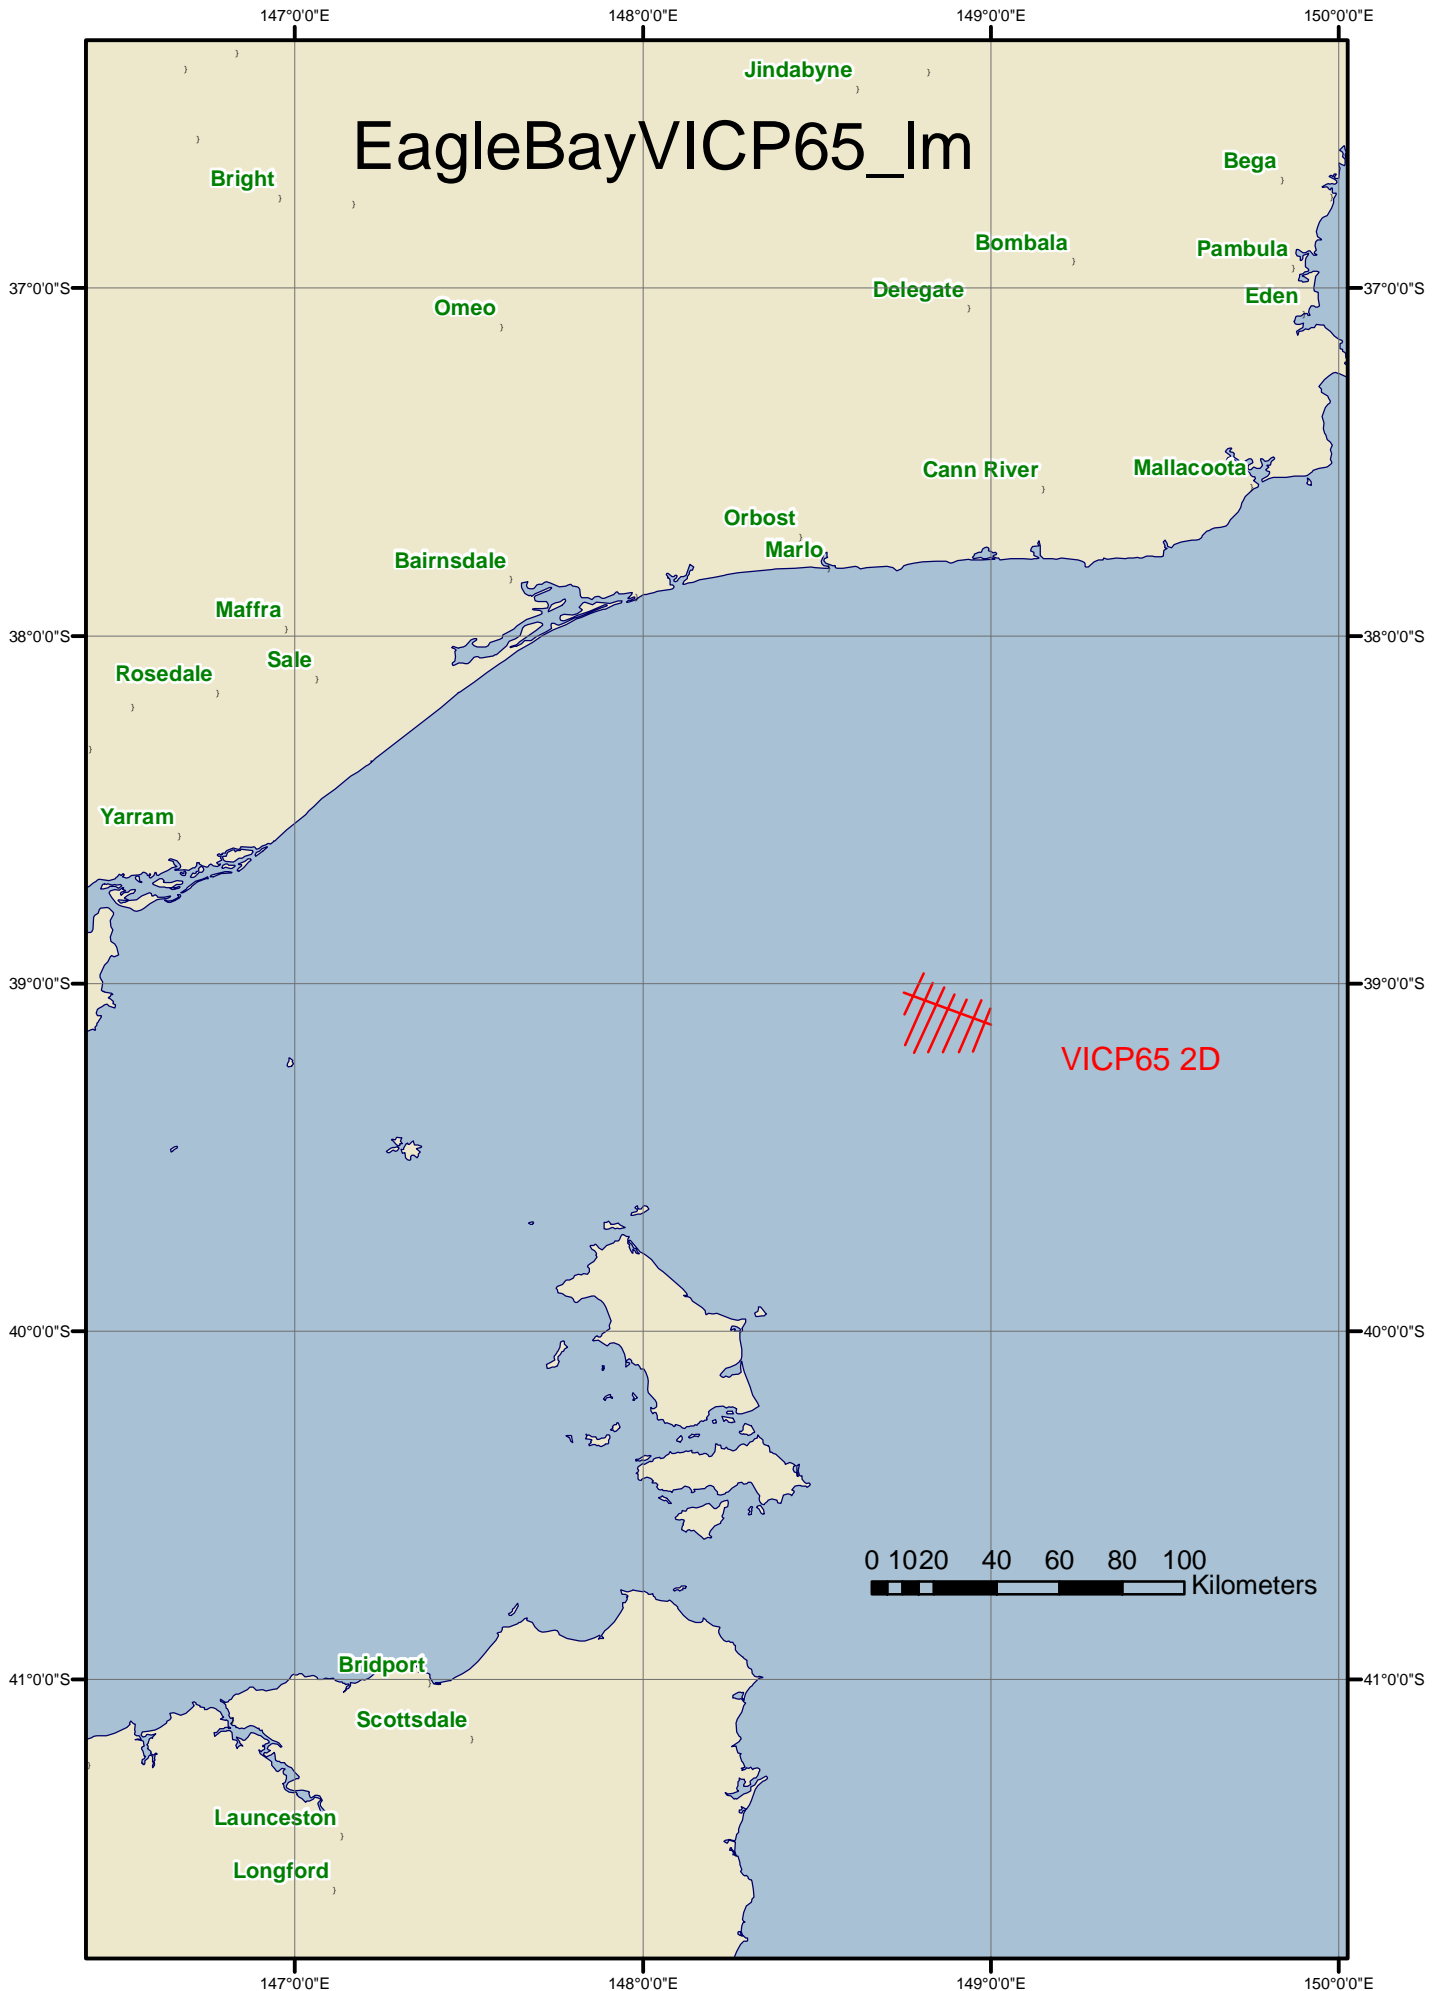 147°0'0"E 148°0'0"E 149°0'0"E 150°0'0"E
Jindabyne
EagleBayVICP65_lm
Bega
Bright
Bombala
Pambula
37°0'0"S 37°0'0"S
Delegate
Eden
Omeo
Cann River
Mallacoota
Orbost
Marlo
Bairnsdale
Maffra
38°0'0"S 38°0'0"S
Sale
Rosedale
Yarram
39°0'0"S 39°0'0"S
VICP65 2D
40°0'0"S 40°0'0"S
0 10 20 40 60 80 100
Kilometers
Bridport
41°0'0"S 41°0'0"S
Scottsdale
Launceston
Longford
147°0'0"E 148°0'0"E 149°0'0"E 150°0'0"E